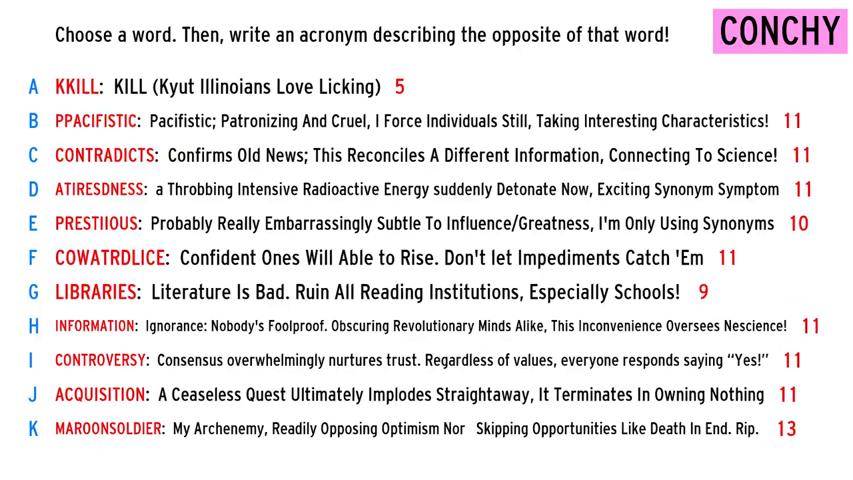 Choose a word. Then, write an acronym describing the opposite of that word! CONCHY
A KKILL: KILL (Kyut Illinoians Love Licking) 5
B PPACIFISTIC: Pacifistic; Patronizing And Cruel, I Force Individuals Still, Taking Interesting Characteristics! 11
C CONTRADICTS: Confirms Old News; This Reconciles A Different Information, Connecting To Science! 11
D ATIRESDNESS: a Throbbing Intensive Radioactive Energy suddenly Detonate Now, Exciting Synonym Symptom 11
E PRESTIIOUS: Probably Really Embarrassingly Subtle To Influence/Greatness, I'm Only Using Synonyms 10
F COWATRDLICE: Confident Ones Will Able to Rise. Don't let Impediments Catch 'Em 11
G LIBRARIES: Literature Is Bad. Ruin All Reading Institutions, Especially Schools! 9
H INFORMATION: Ignorance: Nobody's Foolproof. Obscuring Revolutionary Minds Alike, This Inconvenience Oversees Nescience! 11
I CONTROVERSY: Consensus overwhelmingly nurtures trust. Regardless of values, everyone responds saying “Yes!” 11
J ACQUISITION: A Ceaseless Quest Ultimately Implodes Straightaway, It Terminates In Owning Nothing 11
K MAROONSOLDIER: My Archenemy, Readily Opposing Optimism Nor Skipping Opportunities Like Death In End. Rip. 13